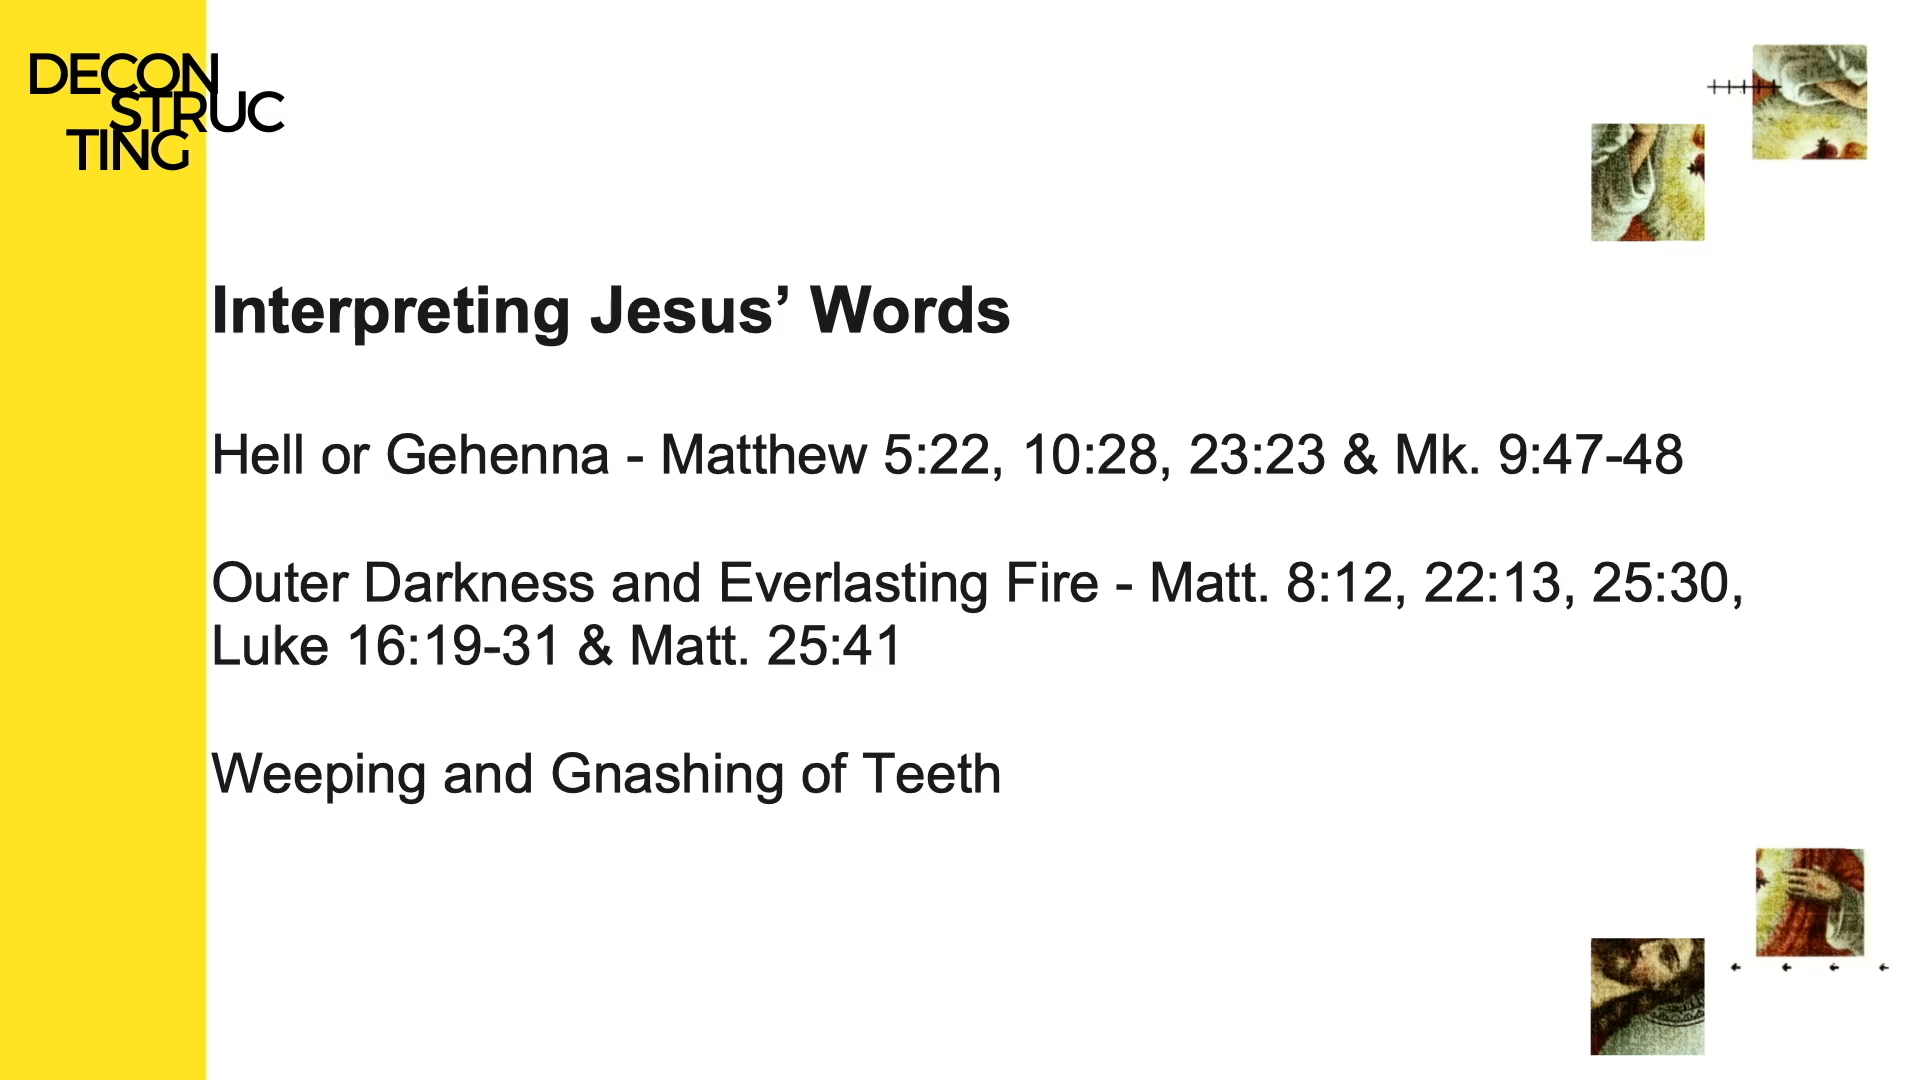 DECON
STRUC
TING
Interpreting Jesus’ Words
Hell or Gehenna - Matthew 5:22, 10:28, 23:23 & Mk. 9:47-48
Outer Darkness and Everlasting Fire - Matt. 8:12, 22:13, 25:30,
Luke 16:19-31 & Matt. 25:41
Weeping and Gnashing of Teeth